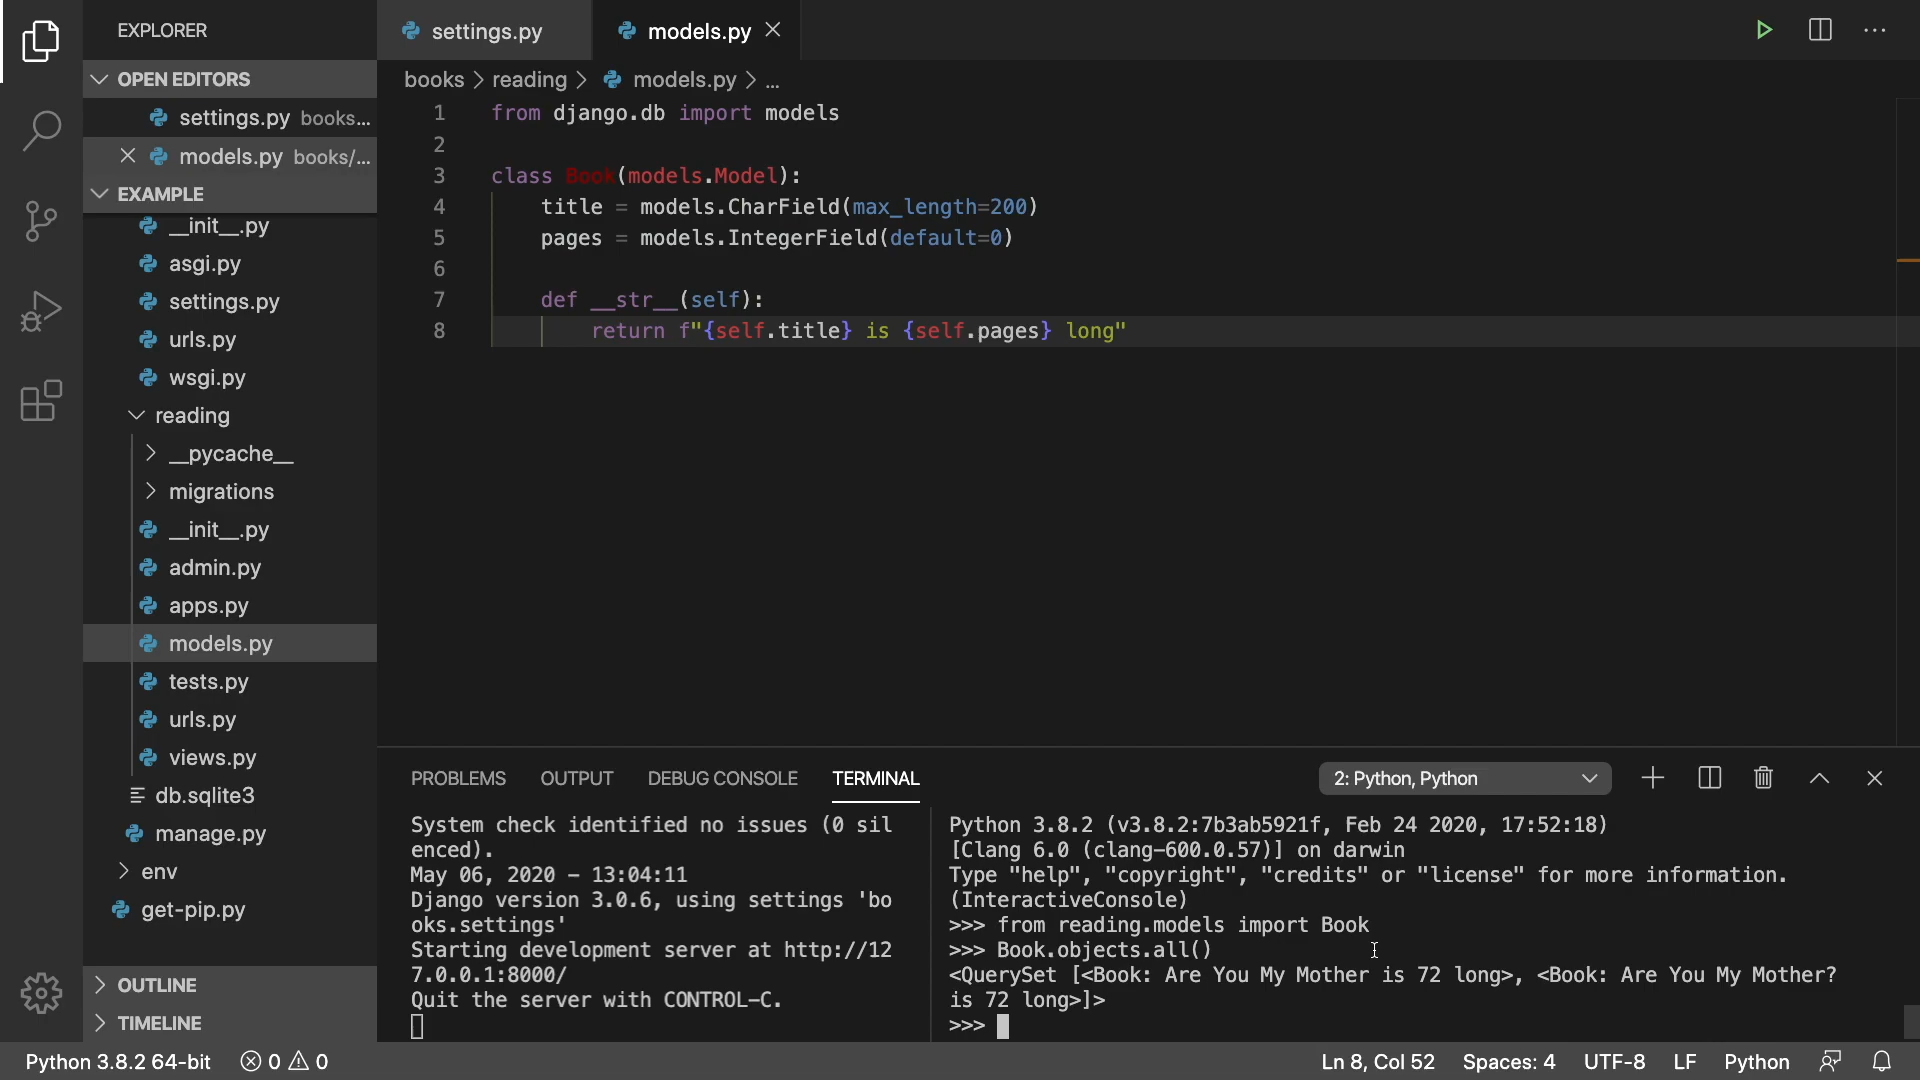 EXPLORER
OPEN EDITORS
settings.py books...
models.py books/...
EXAMPLE
__init__.py
asgi.py
settings.py
urls.py
wsgi.py
reading
__pycache__
migrations
__init__.py
admin.py
apps.py
models.py
tests.py
urls.py
views.py
db.sqlite3
manage.py
env
get-pip.py
OUTLINE
TIMELINE
settings.py
models.py
books > reading > models.py > ...
1 from django.db import models
2
3 class Book(models.Model):
4 title = models.CharField(max_length=200)
5 pages = models.IntegerField(default=0)
6
7 def __str__(self):
8 return f"{self.title} is {self.pages} long"
PROBLEMS OUTPUT DEBUG CONSOLE TERMINAL
2: Python, Python
System check identified no issues (0 sil
enced).
May 06, 2020 - 13:04:11
Django version 3.0.6, using settings 'bo
oks.settings'
Starting development server at http://12
7.0.0.1:8000/
Quit the server with CONTROL-C.
Python 3.8.2 (v3.8.2:7b3ab5921f, Feb 24 2020, 17:52:18)
[Clang 6.0 (clang-600.0.57)] on darwin
Type "help", "copyright", "credits" or "license" for more information.
(InteractiveConsole)
>>> from reading.models import Book
>>> Book.objects.all()
<QuerySet [<Book: Are You My Mother is 72 long>, <Book: Are You My Mother?
is 72 long>]>
>>>
Python 3.8.2 64-bit 0 0
Ln 8, Col 52 Spaces: 4 UTF-8 LF Python